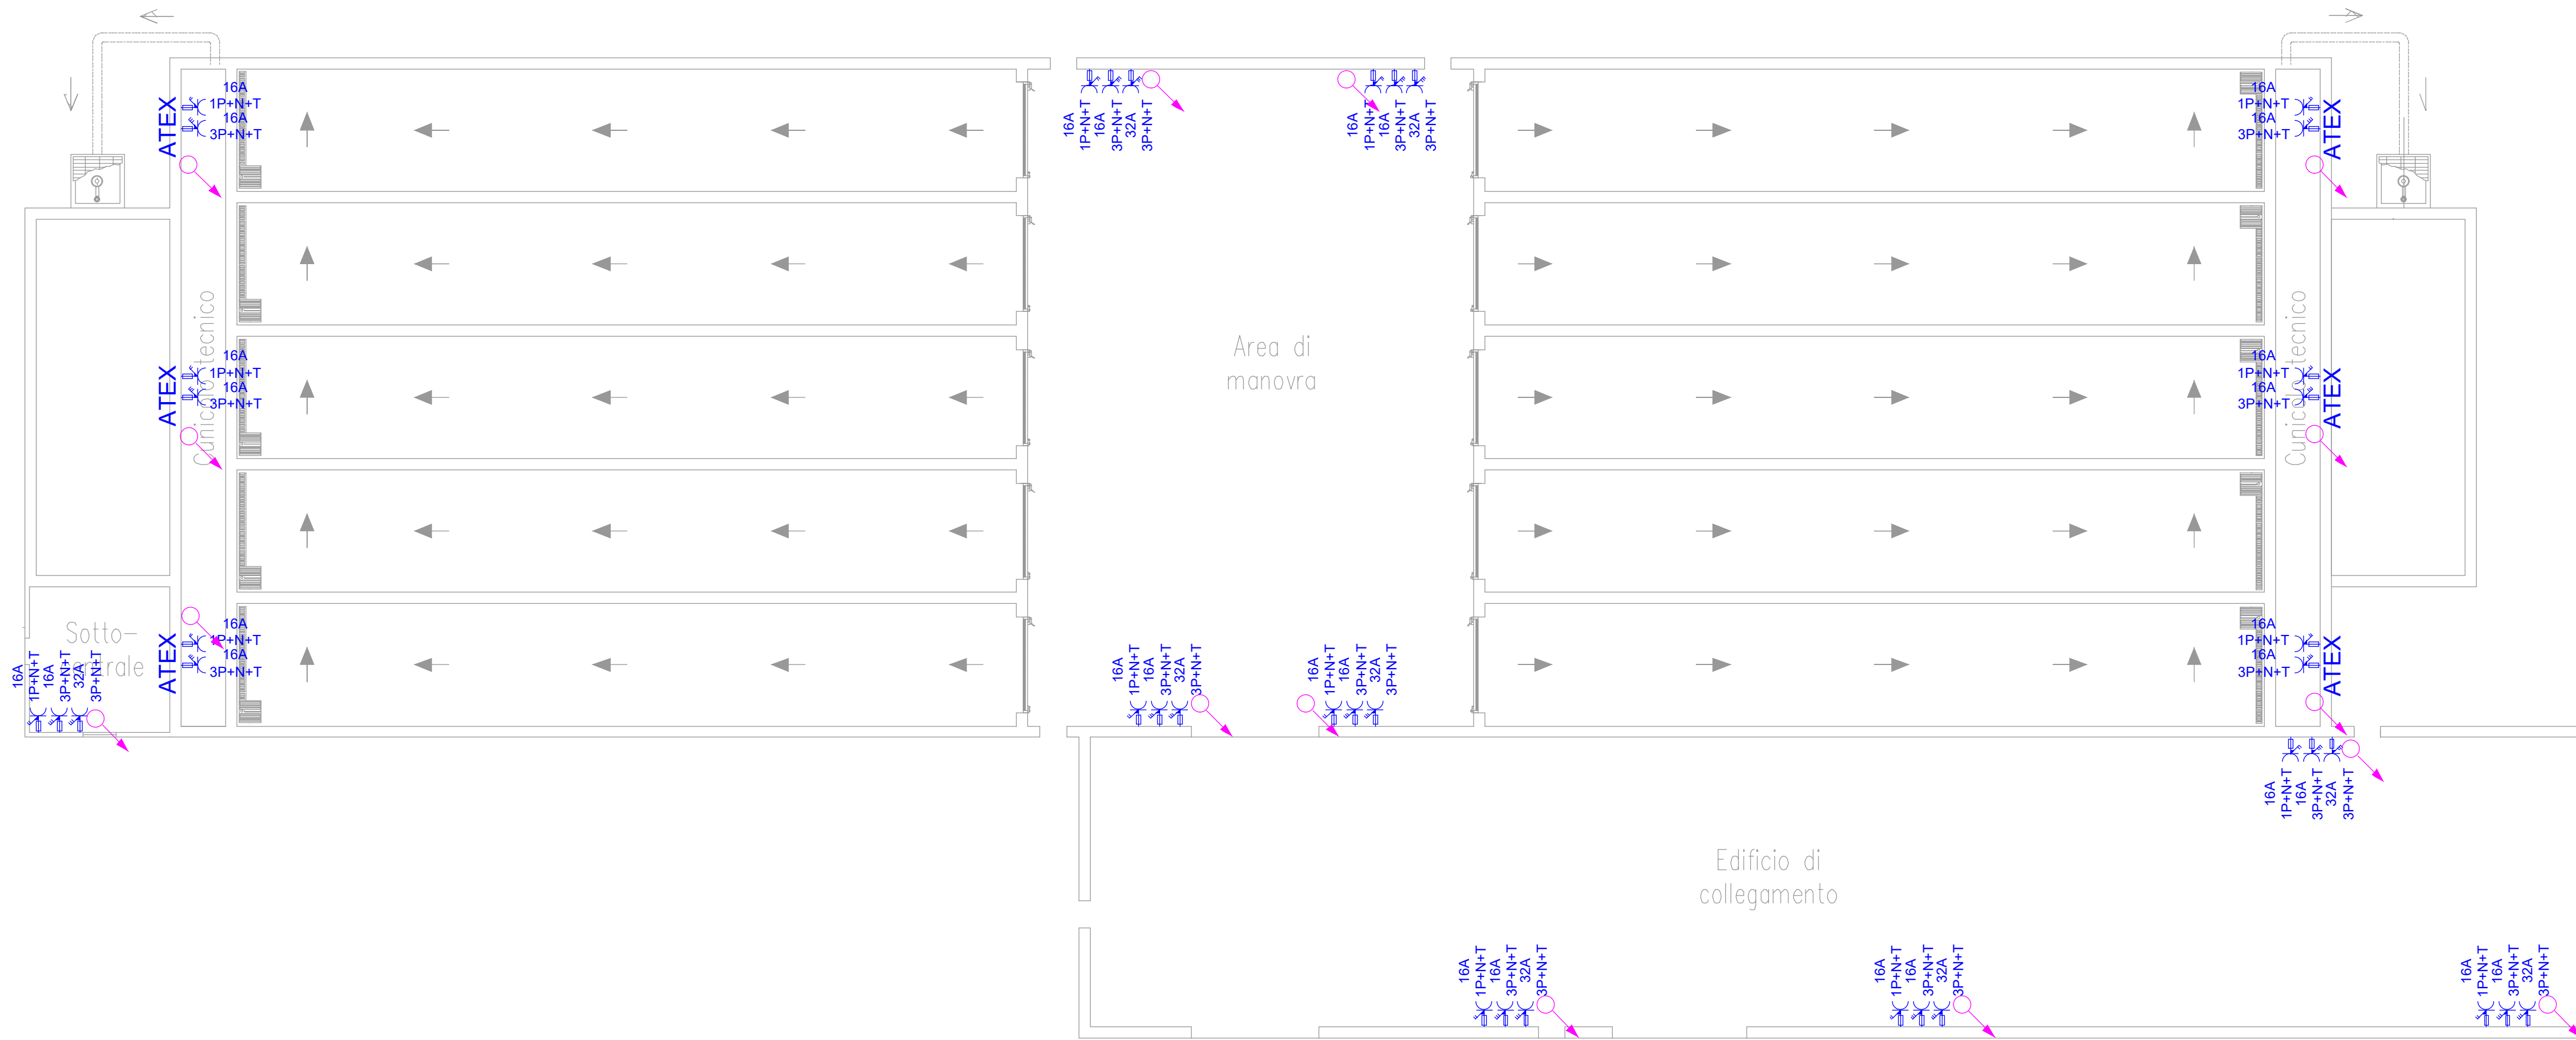 ATEX
16A
1P+N+T
16A
3P+N+T
16A
1P+N+T
16A
3P+N+T
32A
3P+N+T
16A
1P+N+T
16A
3P+N+T
32A
3P+N+T
16A
1P+N+T
16A
3P+N+T
ATEX
Cunicolo tecnico
ATEX
16A
1P+N+T
16A
3P+N+T
Area di
manovra
Cunicolo tecnico
16A
1P+N+T
16A
3P+N+T
ATEX
Sotto-
centrale
16A
1P+N+T
16A
3P+N+T
32A
3P+N+T
ATEX
16A
1P+N+T
16A
3P+N+T
16A
1P+N+T
16A
3P+N+T
32A
3P+N+T
16A
1P+N+T
16A
3P+N+T
32A
3P+N+T
16A
1P+N+T
16A
3P+N+T
ATEX
16A
1P+N+T
16A
3P+N+T
32A
3P+N+T
Edificio di
collegamento
16A
1P+N+T
16A
3P+N+T
32A
3P+N+T
16A
1P+N+T
16A
3P+N+T
32A
3P+N+T
16A
1P+N+T
16A
3P+N+T
32A
3P+N+T